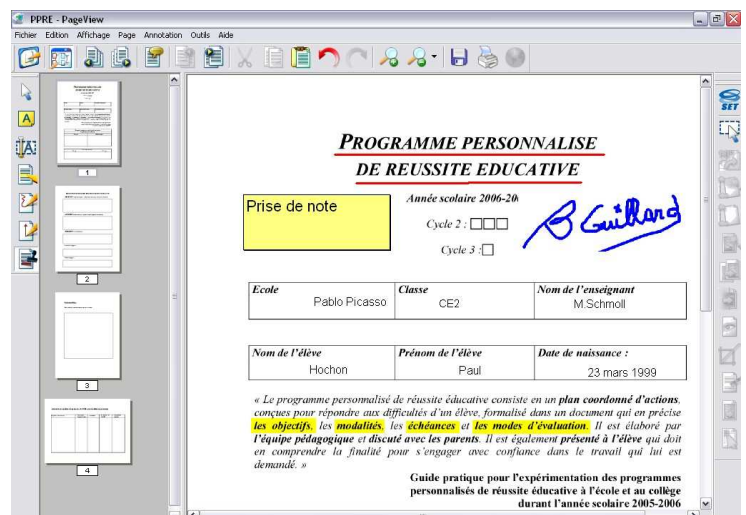 PPRE - PageView
Fichier Edition Affichage Page Annotation Outils Aide
SET
1
2
3
4
PROGRAMME PERSONNALISE
DE REUSSITE EDUCATIVE
Prise de note
Année scolaire 2006-20
Cycle 2 :
Cycle 3 :
B Guillard
Ecole Classe Nom de l'enseignant
Pablo Picasso CE2 M.Schmoll
Nom de l'élève Prénom de l'élève Date de naissance :
Hochon Paul 23 mars 1999
« Le programme personnalisé de réussite éducative consiste en un plan coordonné d'actions,
conçues pour répondre aux difficultés d'un élève, formalisé dans un document qui en précise
les objectifs, les modalités, les échéances et les modes d'évaluation. Il est élaboré par
l'équipe pédagogique et discuté avec les parents. Il est également présenté à l'élève qui doit
en comprendre la finalité pour s'engager avec confiance dans le travail qui lui est
demandé. »
Guide pratique pour l'expérimentation des programmes
personnalisés de réussite éducative à l'école et au collège
durant l'année scolaire 2005-2006